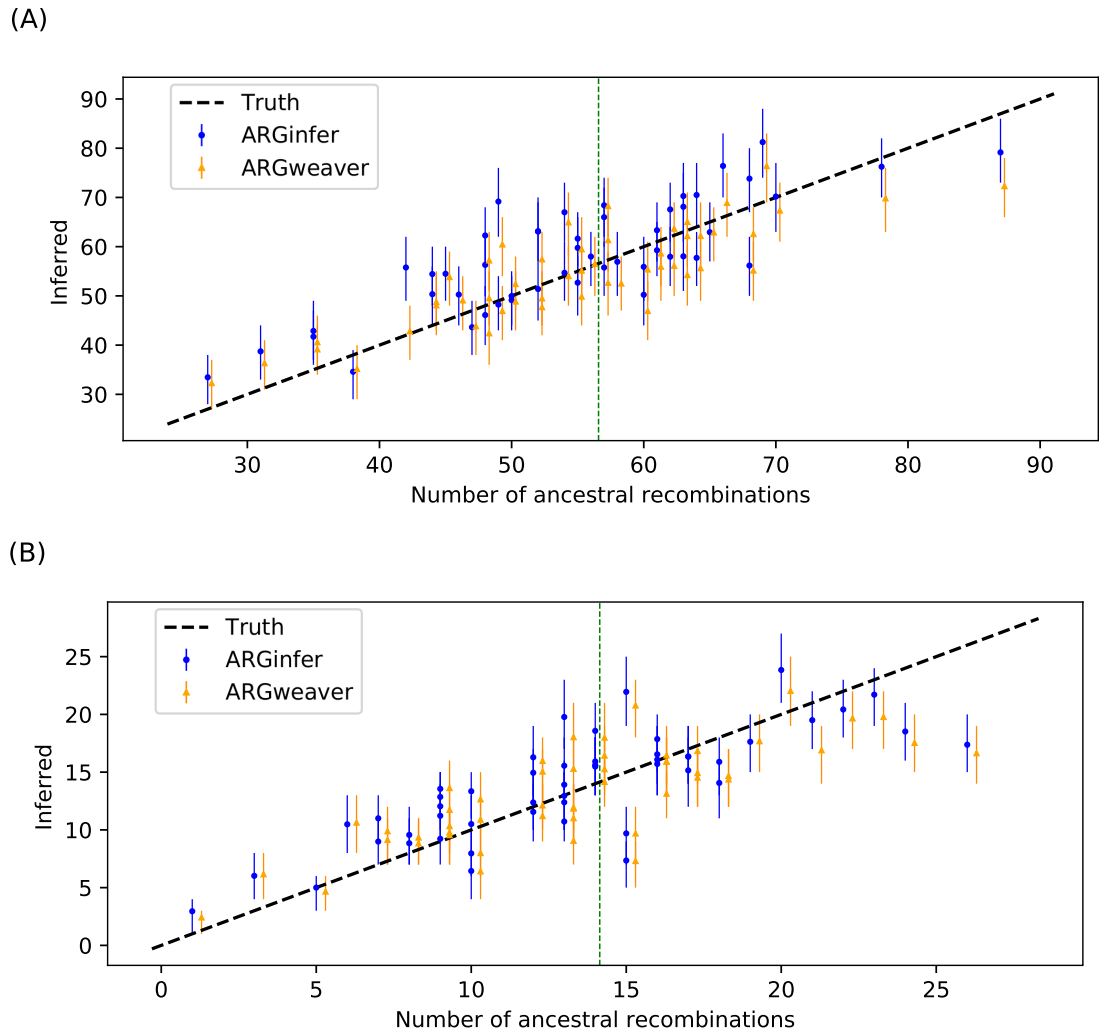 (A)
Truth
ARGinfer
ARGweaver
90
80
70
60
50
40
30
Inferred
30 40 50 60 70 80 90
Number of ancestral recombinations
(B)
Truth
ARGinfer
ARGweaver
25
20
15
10
5
0
Inferred
0 5 10 15 20 25
Number of ancestral recombinations